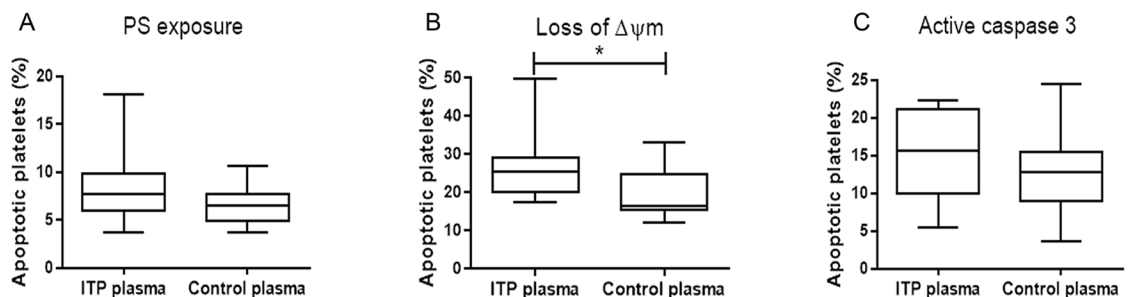 A
PS exposure
Apoptotic platelets (%)
20
15
10
5
0
ITP plasma
Control plasma
B
Loss of Δψm
*
Apoptotic platelets (%)
50
40
30
20
10
0
ITP plasma
Control plasma
C
Active caspase 3
Apoptotic platelets (%)
25
20
15
10
5
0
ITP plasma
Control plasma